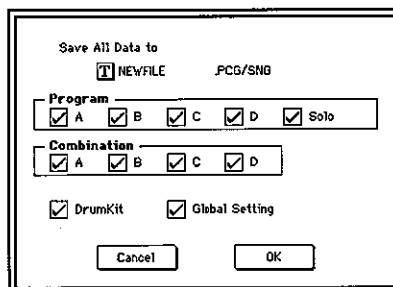 Save All Data to
T NEWFILE .PCG/SNG
Program
A B C D Solo
Combination
A B C D
DrumKit Global Setting
Cancel OK